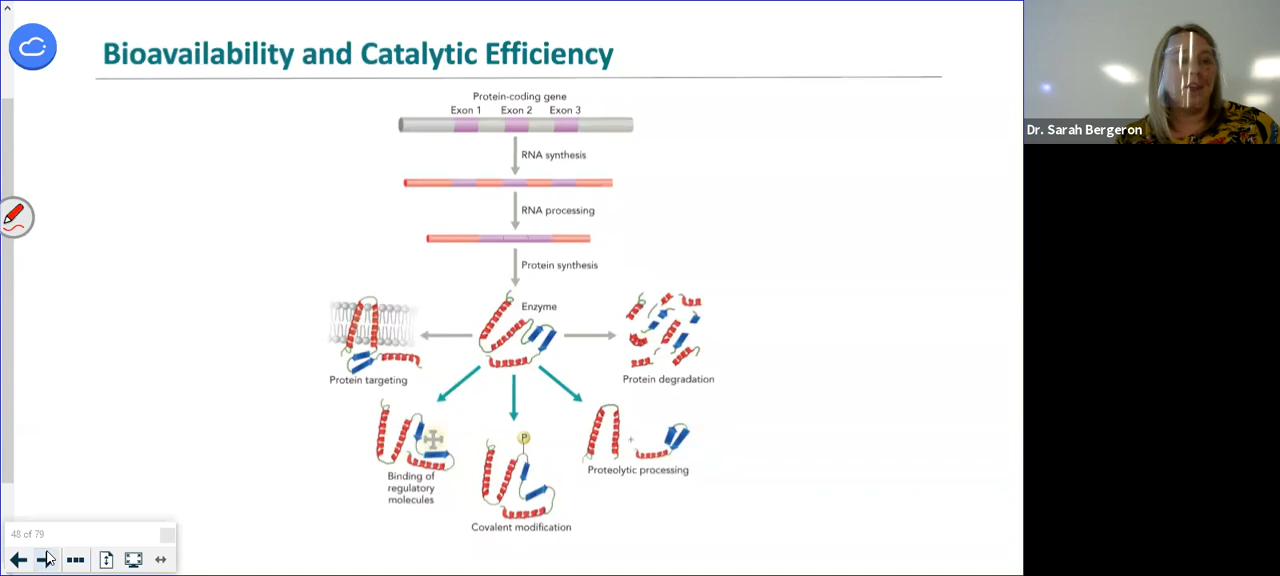 Bioavailability and Catalytic Efficiency
Protein-coding gene
Exon 1 Exon 2 Exon 3
RNA synthesis
RNA processing
Protein synthesis
Enzyme
Protein targeting
Protein degradation
Binding of
regulatory
molecules
P
Covalent modification
+
Proteolytic processing
Dr. Sarah Bergeron
48 of 79